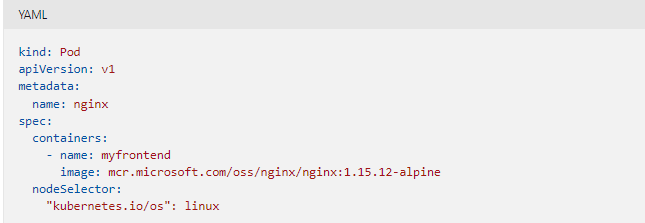 YAML
kind: Pod
apiVersion: v1
metadata:
  name: nginx
spec:
  containers:
    - name: myfrontend
      image: mcr.microsoft.com/oss/nginx/nginx:1.15.12-alpine
  nodeSelector:
    "kubernetes.io/os": linux